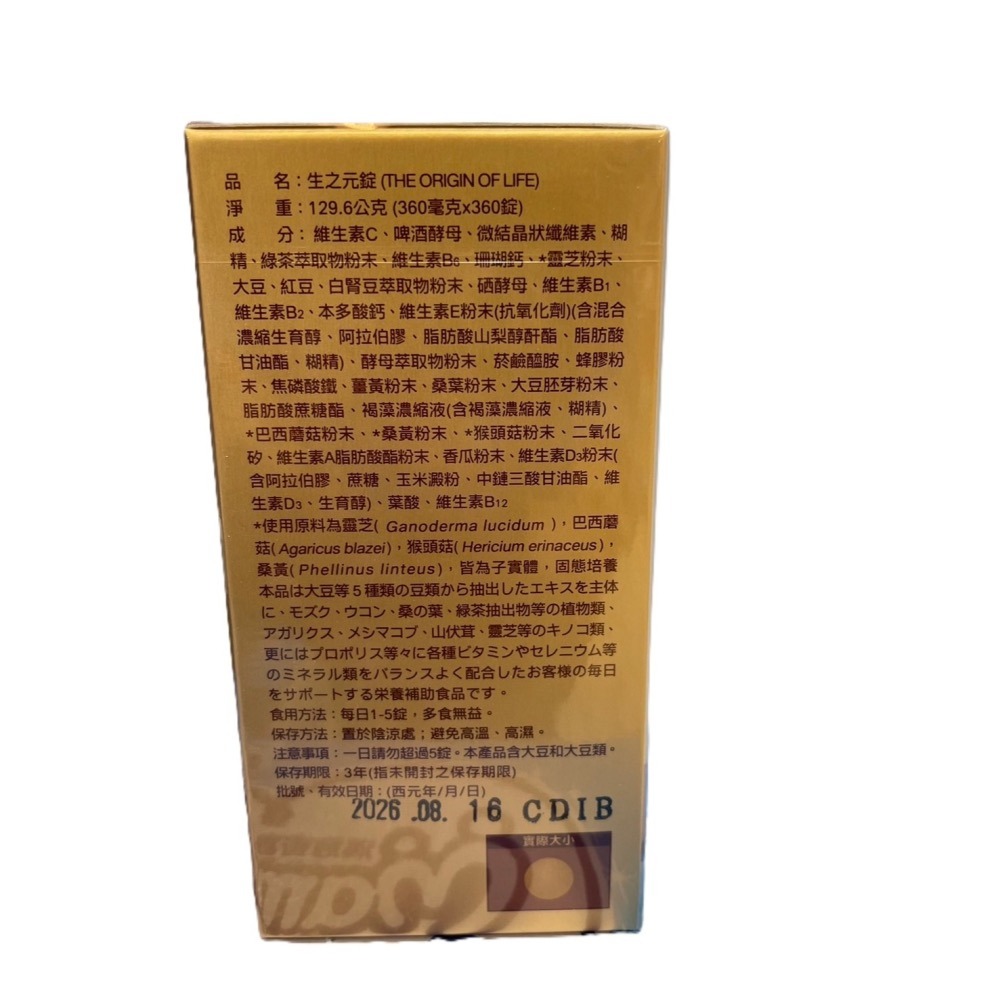 品 名：生之元錠 (THE ORIGIN OF LIFE)
淨 重：129.6公克 (360毫克x360錠)
成 分：維生素C、啤酒酵母、微結晶狀纖維素、糊
精、綠茶萃取物粉末、維生素B6、珊瑚鈣、*靈芝粉末、
大豆、紅豆、白腎豆萃取物粉末、硒酵母、維生素B1、
維生素B2、本多酸鈣、維生素E粉末(抗氧化劑)(含混合
濃縮生育醇、阿拉伯膠、脂肪酸山梨醇酐酯、脂肪酸
甘油酯、糊精)、酵母萃取物粉末、菸鹼醯胺、蜂膠粉
末、焦磷酸鐵、薑黃粉末、桑葉粉末、大豆胚芽粉末、
脂肪酸蔗糖酯、褐藻濃縮液(含褐藻濃縮液、糊精)、
*巴西蘑菇粉末、*桑黃粉末、*猴頭菇粉末、二氧化
矽、維生素A脂肪酸酯粉末、香瓜粉末、維生素D3粉末(
含阿拉伯膠、蔗糖、玉米澱粉、中鏈三酸甘油酯、維
生素D3、生育醇)、葉酸、維生素B12
*使用原料為靈芝( Ganoderma lucidum )，巴西蘑
菇( Agaricus blazei)，猴頭菇( Hericium erinaceus)，
桑黃( Phellinus linteus)，皆為子實體，固態培養
本品は大豆等５種類の豆類から抽出したエキスを主体
に、モズク、ウコン、桑の葉、緑茶抽出物等の植物類、
アガリクス、メシマコブ、山伏茸、靈芝等のキノコ類、
更にはプロポリス等々に各種ビタミンやセレニウム等
のミネラル類をバランスよく配合したお客様の毎日
をサポートする栄養補助食品です。
食用方法：每日1-5錠，多食無益。
保存方法：置於陰涼處；避免高溫、高濕。
注意事項：一日請勿超過5錠。本產品含大豆和大豆類。
保存期限：3年(指未開封之保存期限)
批號、有效日期：(西元年/月/日)
2026 .08. 16 CDIB
實際大小